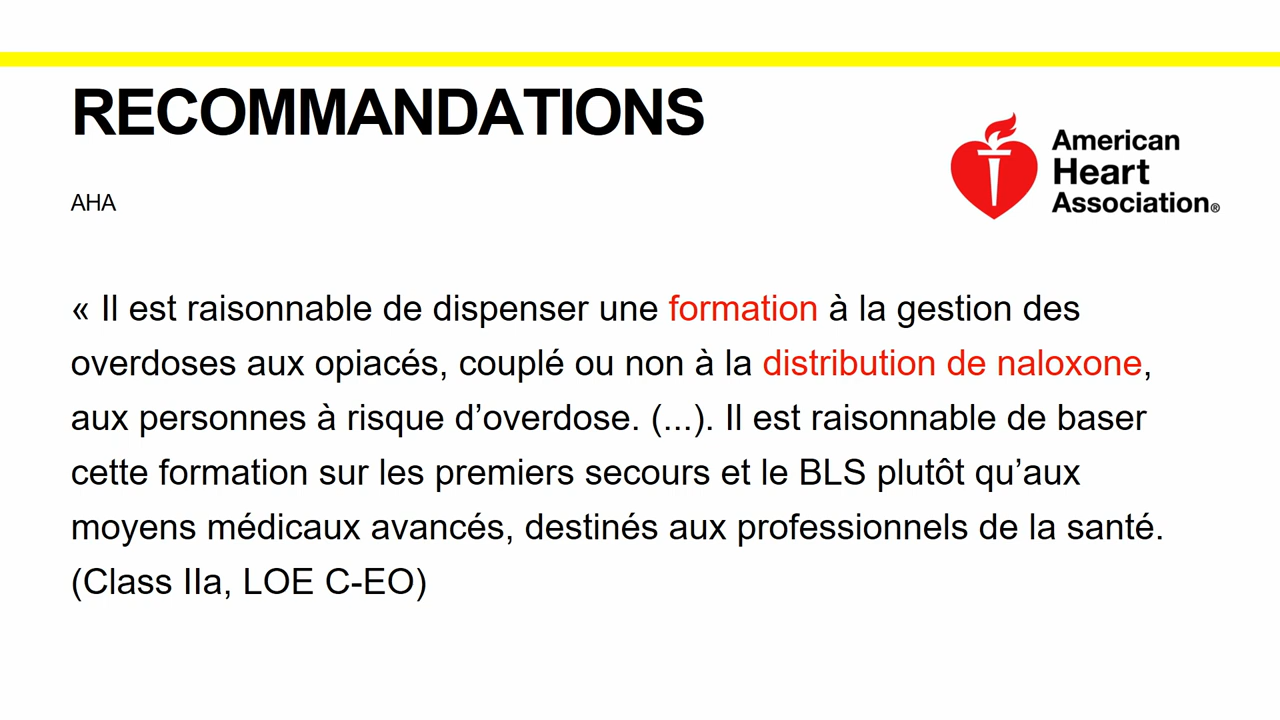 RECOMMANDATIONS
AHA
American
Heart
Association®
« Il est raisonnable de dispenser une formation à la gestion des
overdoses aux opiacés, couplé ou non à la distribution de naloxone,
aux personnes à risque d’overdose. (...). Il est raisonnable de baser
cette formation sur les premiers secours et le BLS plutôt qu’aux
moyens médicaux avancés, destinés aux professionnels de la santé.
(Class IIa, LOE C-EO)